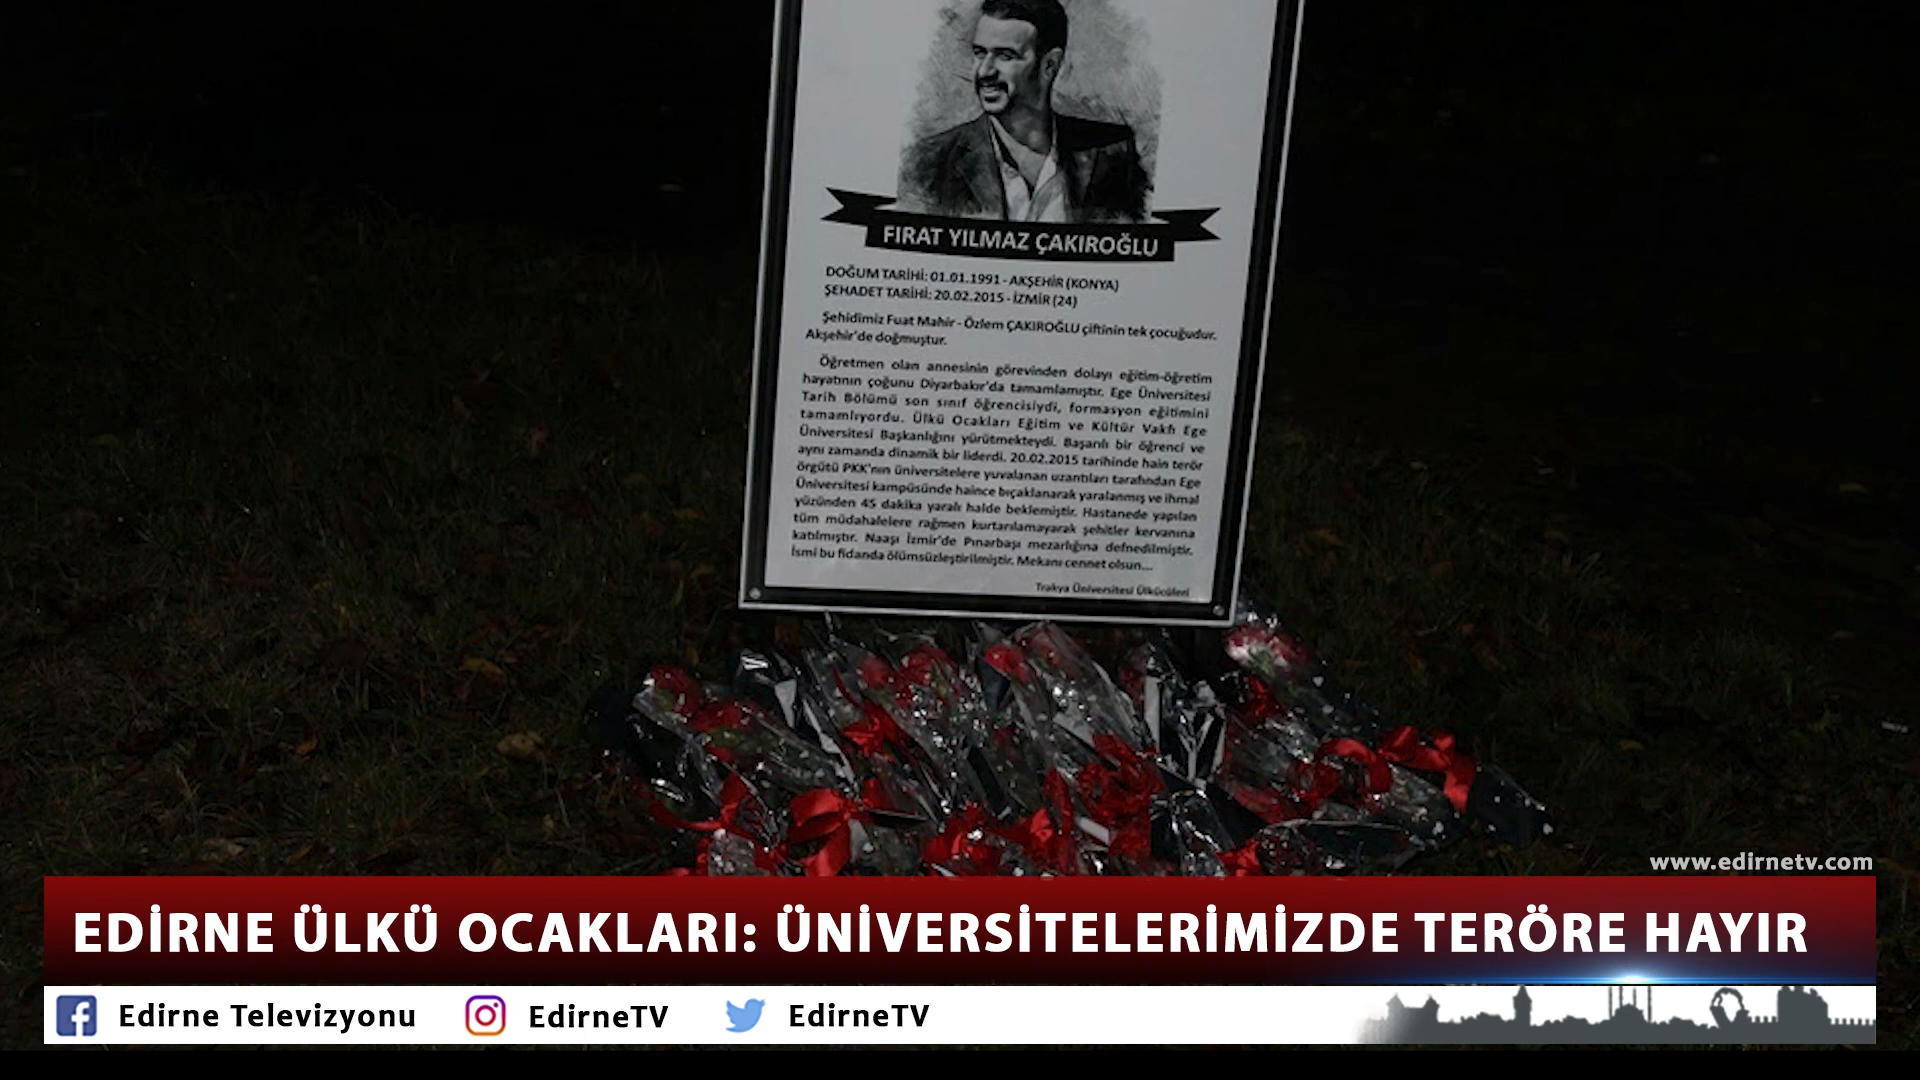 FIRAT YILMAZ ÇAKIROĞLU
DOĞUM TARİHİ: 01.01.1991 - AKŞEHİR (KONYA)
ŞEHADET TARİHİ: 20.02.2015 - İZMİR (24)
Şehidimiz Fuat Mahir - Özlem ÇAKIROĞLU çiftinin tek çocuğudur.
Akşehir'de doğmuştur.
Öğretmen olan annesinin görevinden dolayı eğitim-öğretim
hayatının çoğunu Diyarbakır'da tamamlamıştır. Ege Üniversitesi
Tarih Bölümü son sınıf öğrencisiydi, formasyon eğitimini
tamamlıyordu. Ülkü Ocakları Eğitim ve Kültür Vakfı Ege
Üniversitesi Başkanlığını yürütmekteydi. Başarılı bir öğrenci ve
aynı zamanda dinamik bir liderdi. 20.02.2015 tarihinde hain terör
örgütü PKK'nın üniversitelere yuvalanan uzantıları tarafından Ege
Üniversitesi kampüsünde haince bıçaklanarak yaralanmış ve ihmal
yüzünden 45 dakika yaralı halde beklemiştir. Hastanede yapılan
tüm müdahalelere rağmen kurtarılamayarak şehitler kervanına
katılmıştır. Naaşı İzmir'de Pınarbaşı mezarlığına defnedilmiştir.
İsmi bu fidanda ölümsüzleştirilmiştir. Mekanı cennet olsun...
Trakya Üniversitesi Ülkücüleri
www.edirnetv.com
EDİRNE ÜLKÜ OCAKLARI: ÜNİVERSİTELERİMİZDE TERÖRE HAYIR
Edirne Televizyonu EdirneTV EdirneTV